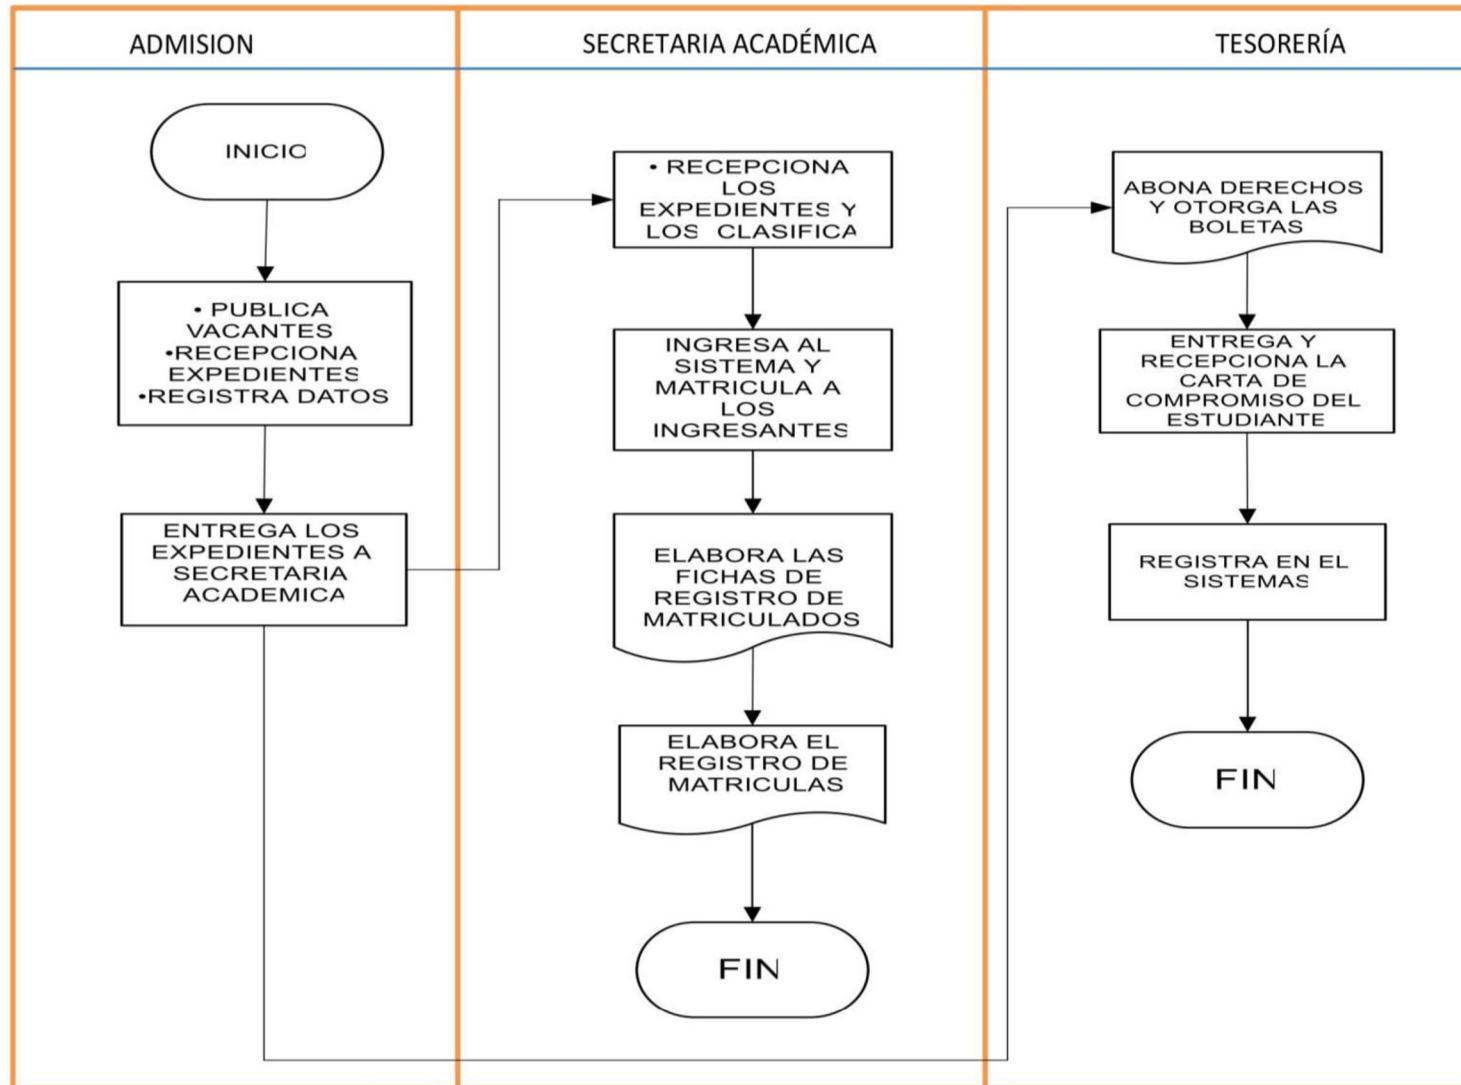 ADMISION
SECRETARIA ACADÉMICA
TESORERÍA
INICIO
• PUBLICA
VACANTES
•RECEPCIONA
EXPEDIENTES
•REGISTRA DATOS
ENTREGA LOS
EXPEDIENTES A
SECRETARIA
ACADEMICA
• RECEPCIONA
LOS
EXPEDIENTES Y
LOS CLASIFICA
INGRESA AL
SISTEMA Y
MATRICULA A
LOS
INGRESANTES
ELABORA LAS
FICHAS DE
REGISTRO DE
MATRICULADOS
ELABORA EL
REGISTRO DE
MATRICULAS
FIN
ABONA DERECHOS
Y OTORGA LAS
BOLETAS
ENTREGA Y
RECEPCIONA LA
CARTA DE
COMPROMISO DEL
ESTUDIANTE
REGISTRA EN EL
SISTEMAS
FIN